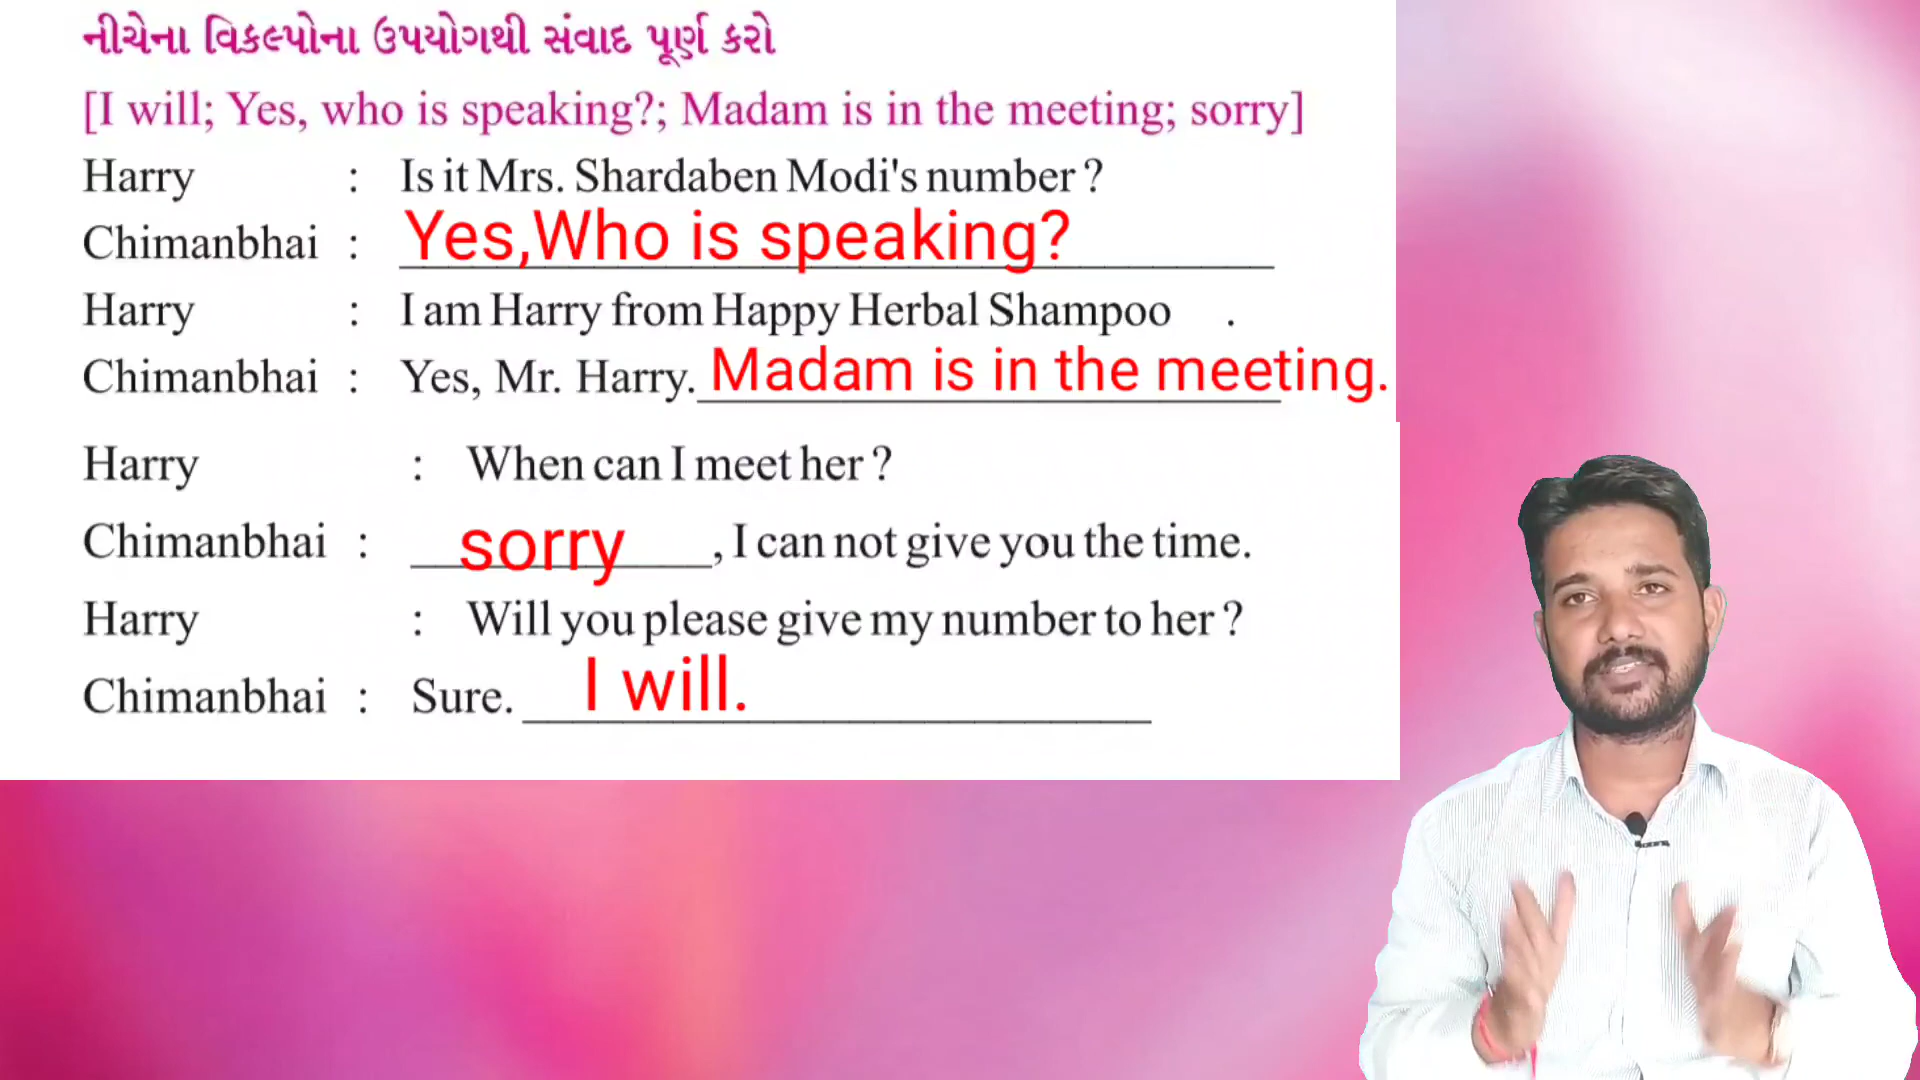 નીચેના વિકલ્પોના ઉપયોગથી સંવાદ પૂર્ણ કરો
[I will; Yes, who is speaking?; Madam is in the meeting; sorry]
Harry : Is it Mrs. Shardaben Modi's number ?
Chimanbhai : Yes,Who is speaking?
Harry : I am Harry from Happy Herbal Shampoo .
Chimanbhai : Yes, Mr. Harry. Madam is in the meeting.
Harry : When can I meet her ?
Chimanbhai : sorry, I can not give you the time.
Harry : Will you please give my number to her ?
Chimanbhai : Sure. I will.